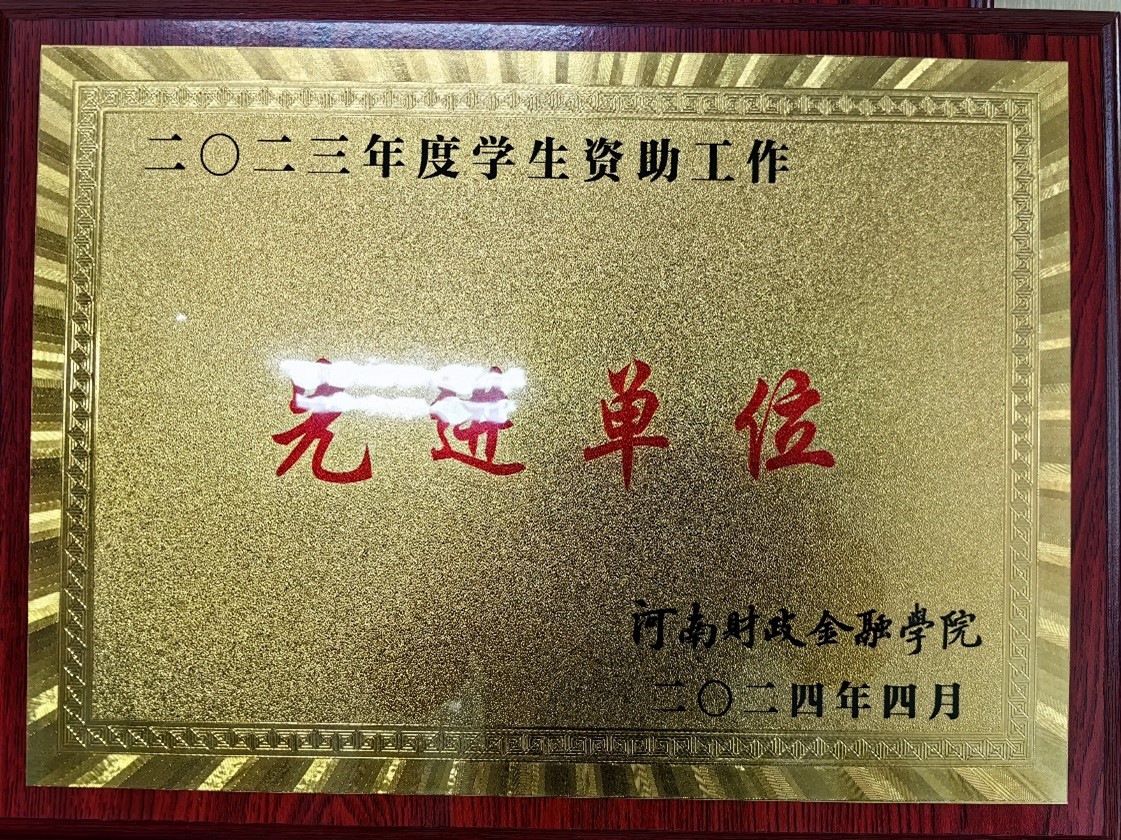 二〇二三年度学生资助工作
先进单位
河南财政金融學院
二〇二四年四月